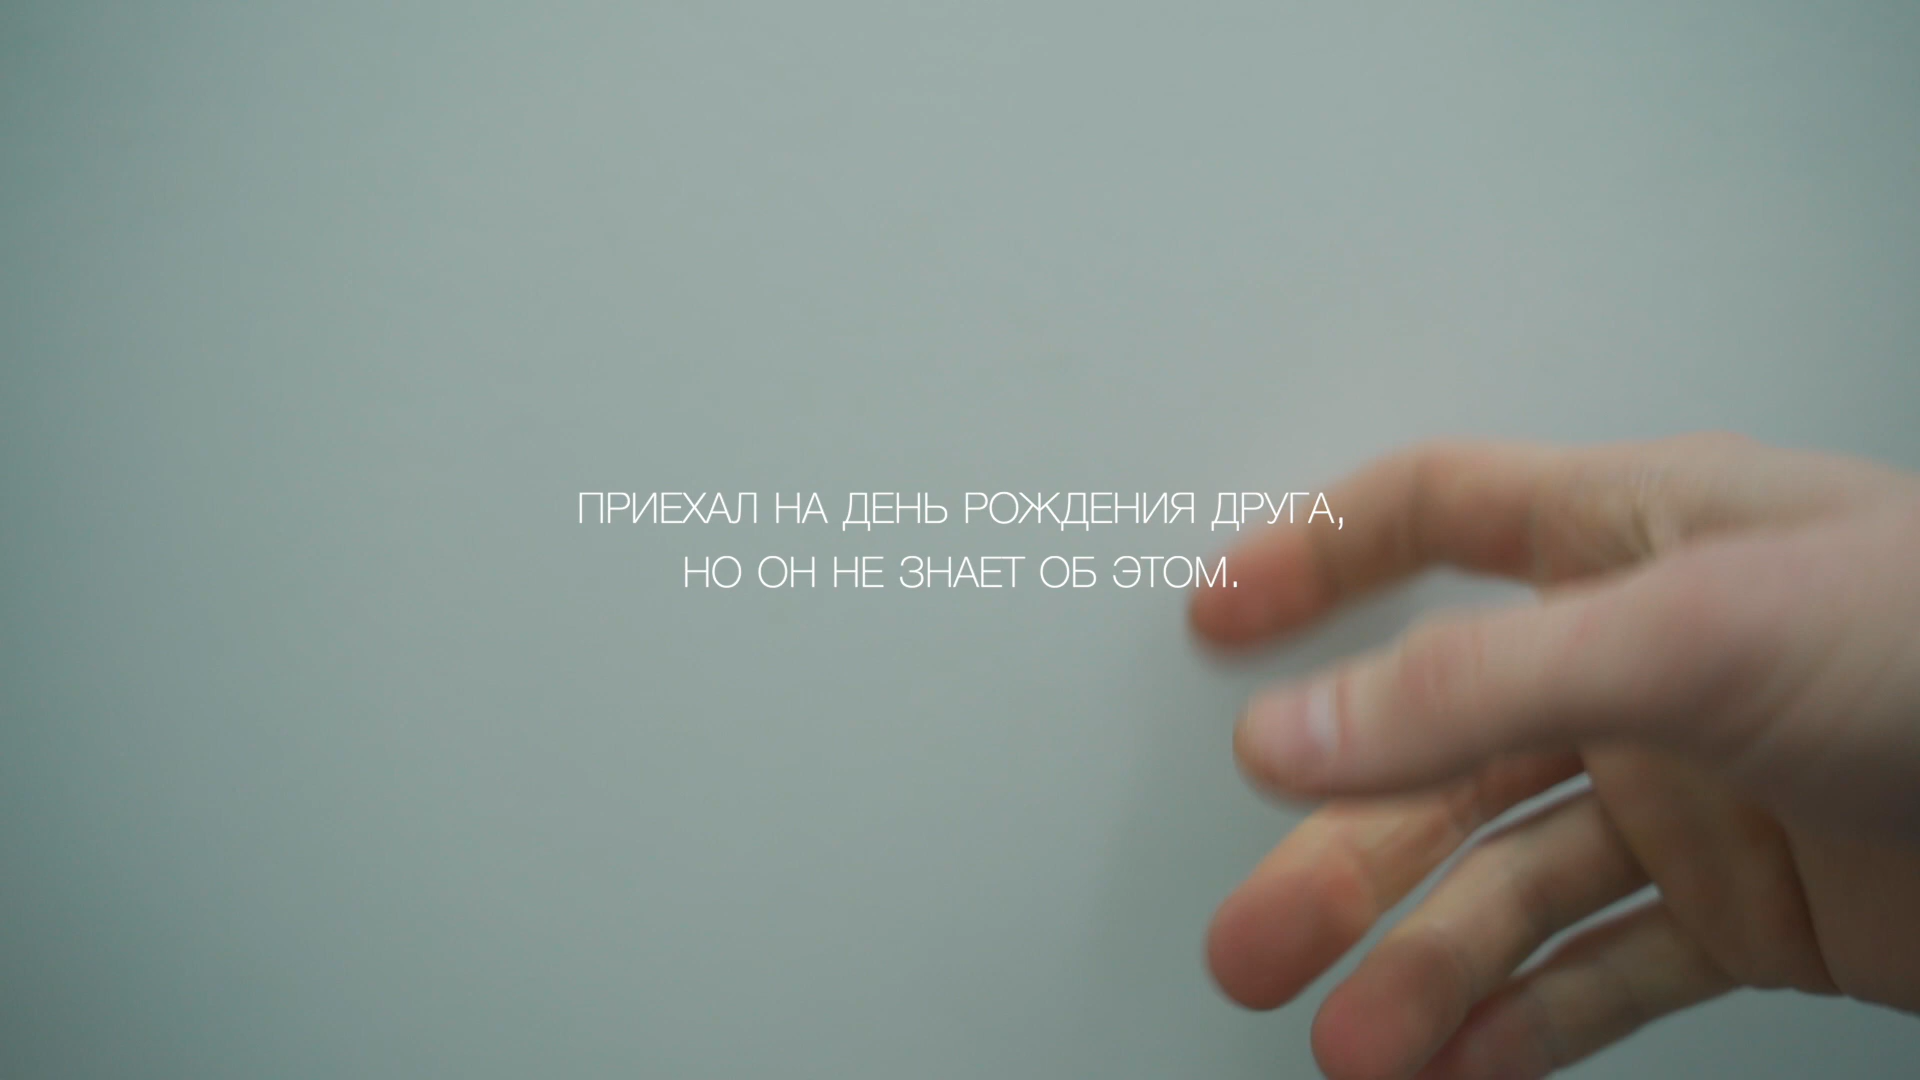 ПРИЕХАЛ НА ДЕНЬ РОЖДЕНИЯ ДРУГА,
НО ОН НЕ ЗНАЕТ ОБ ЭТОМ.